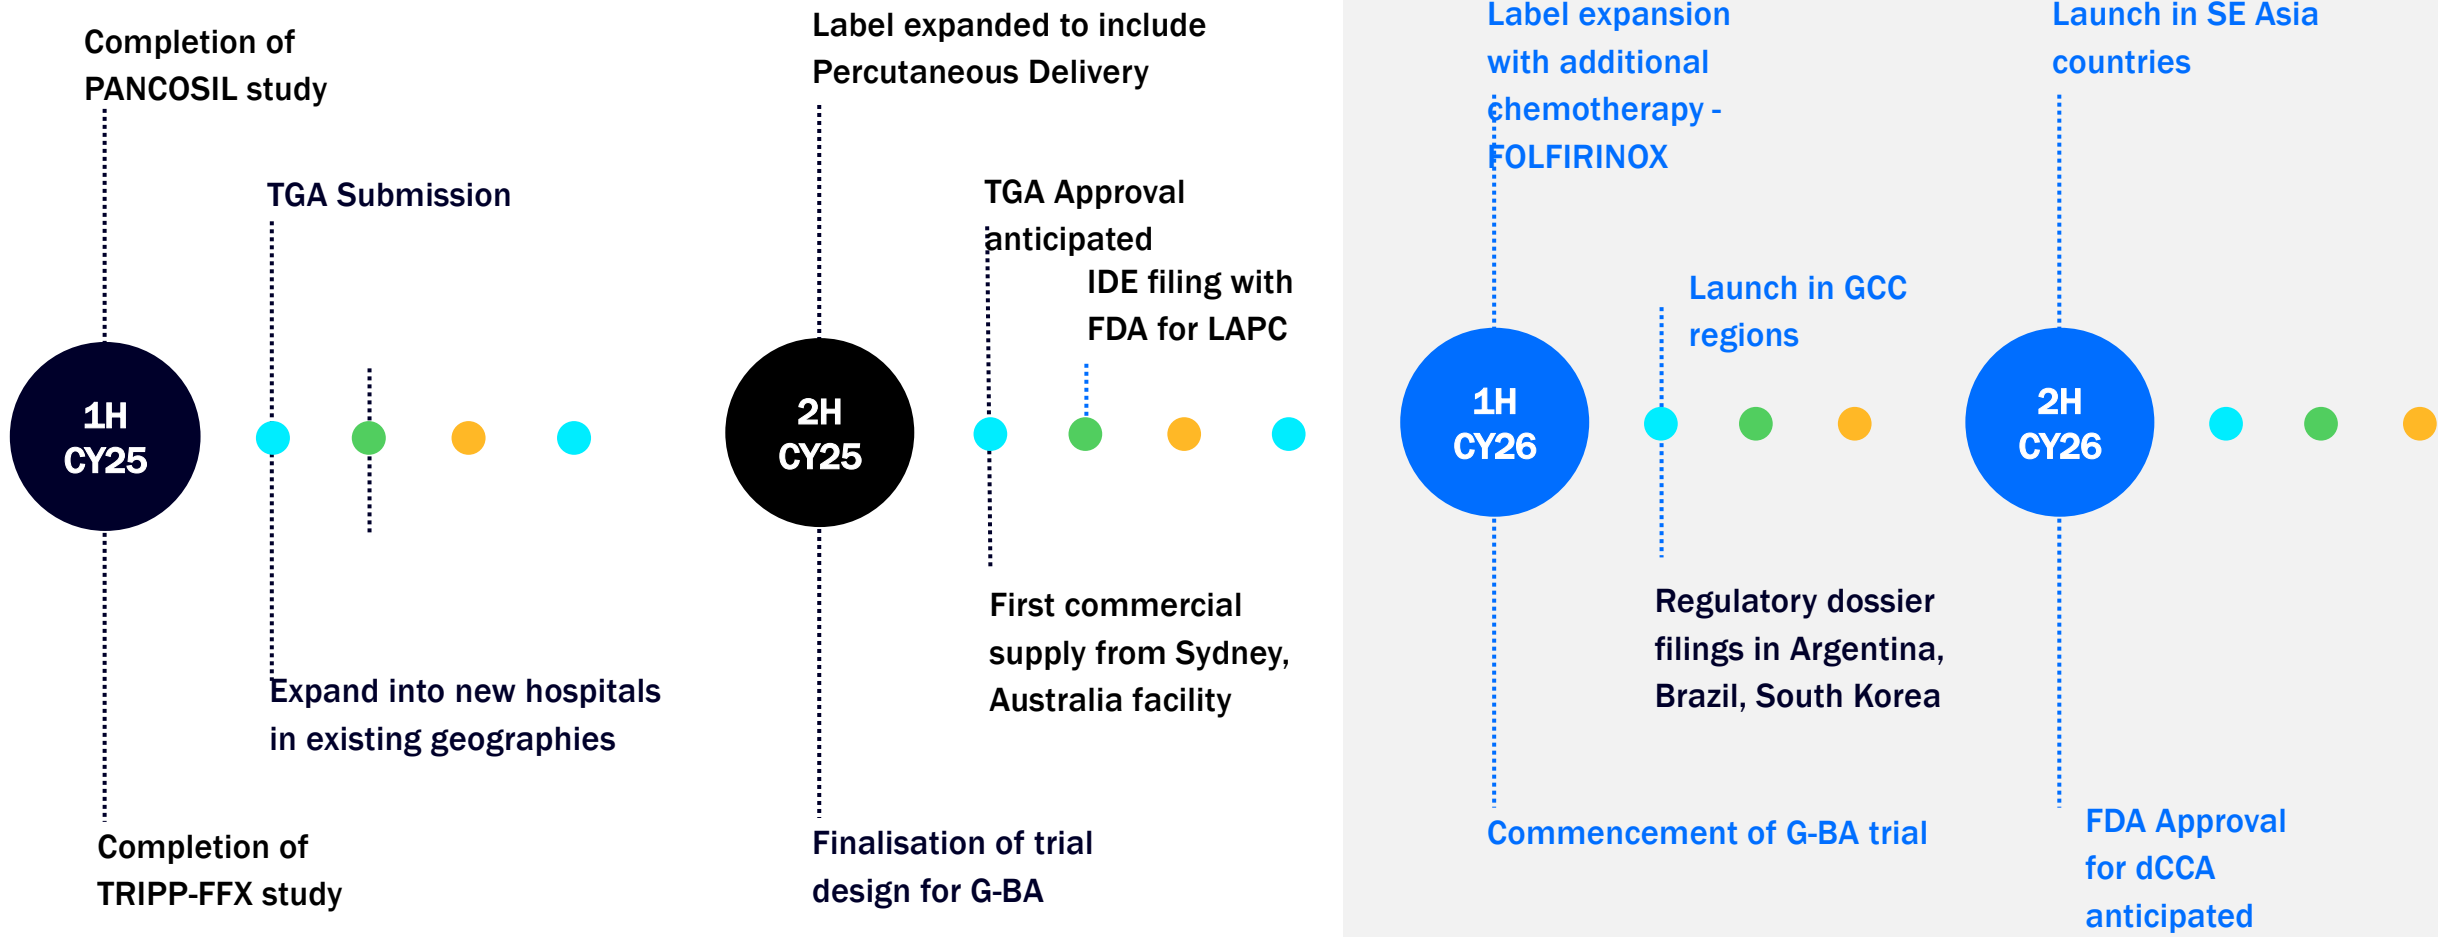 Completion of
PANCOSIL study
TGA Submission
1H
CY25
Expand into new hospitals
in existing geographies
Completion of
TRIPP-FFX study
Label expanded to include
Percutaneous Delivery
TGA Approval
anticipated
IDE filing with
FDA for LAPC
2H
CY25
First commercial
supply from Sydney,
Australia facility
Finalisation of trial
design for G-BA
Label expansion
with additional
chemotherapy -
FOLFIRINOX
Launch in GCC
regions
1H
CY26
Regulatory dossier
filings in Argentina,
Brazil, South Korea
Commencement of G-BA trial
Launch in SE Asia
countries
2H
CY26
FDA Approval
for dCCA
anticipated